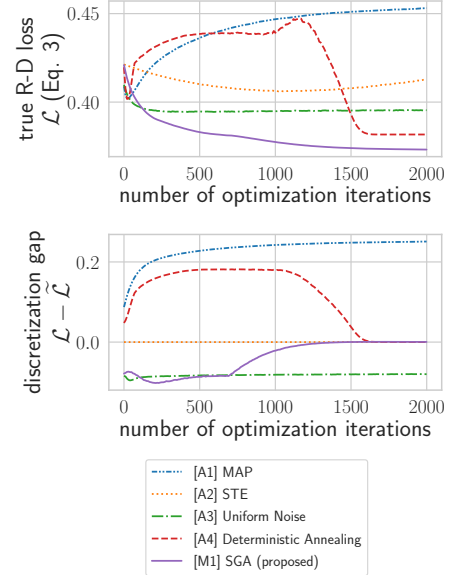 0.45
0.40
true R-D loss
ℒ (Eq. 3)
0 500 1000 1500 2000
number of optimization iterations
0.2
0.0
discretization gap
ℒ − ℒ̃
0 500 1000 1500 2000
number of optimization iterations
[A1] MAP
[A2] STE
[A3] Uniform Noise
[A4] Deterministic Annealing
[M1] SGA (proposed)